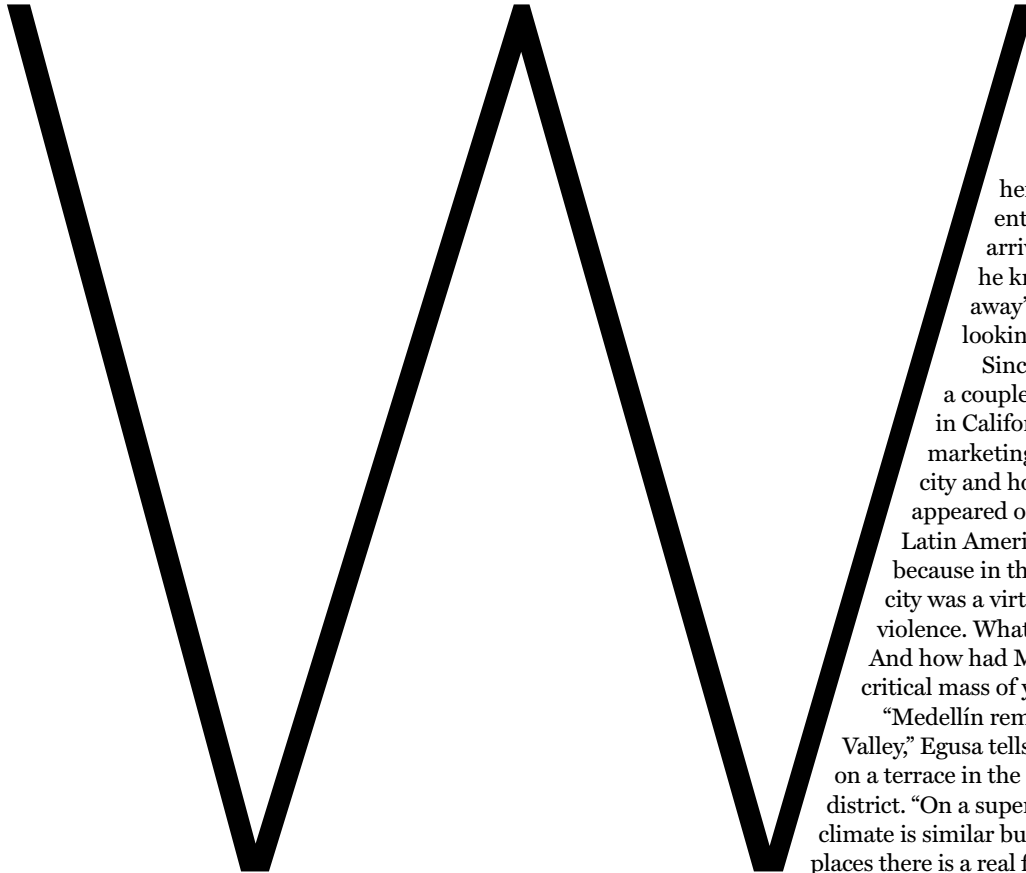 W
he
ent
arri
he k
away”
lookin
Sinc
a couple
in Califor
marketing
city and ho
appeared o
Latin Ameri
because in th
city was a virt
violence. What
And how had M
critical mass of y
“Medellín rem
Valley,” Egusa tells
on a terrace in the
district. “On a super
climate is similar bu
places there is a real f